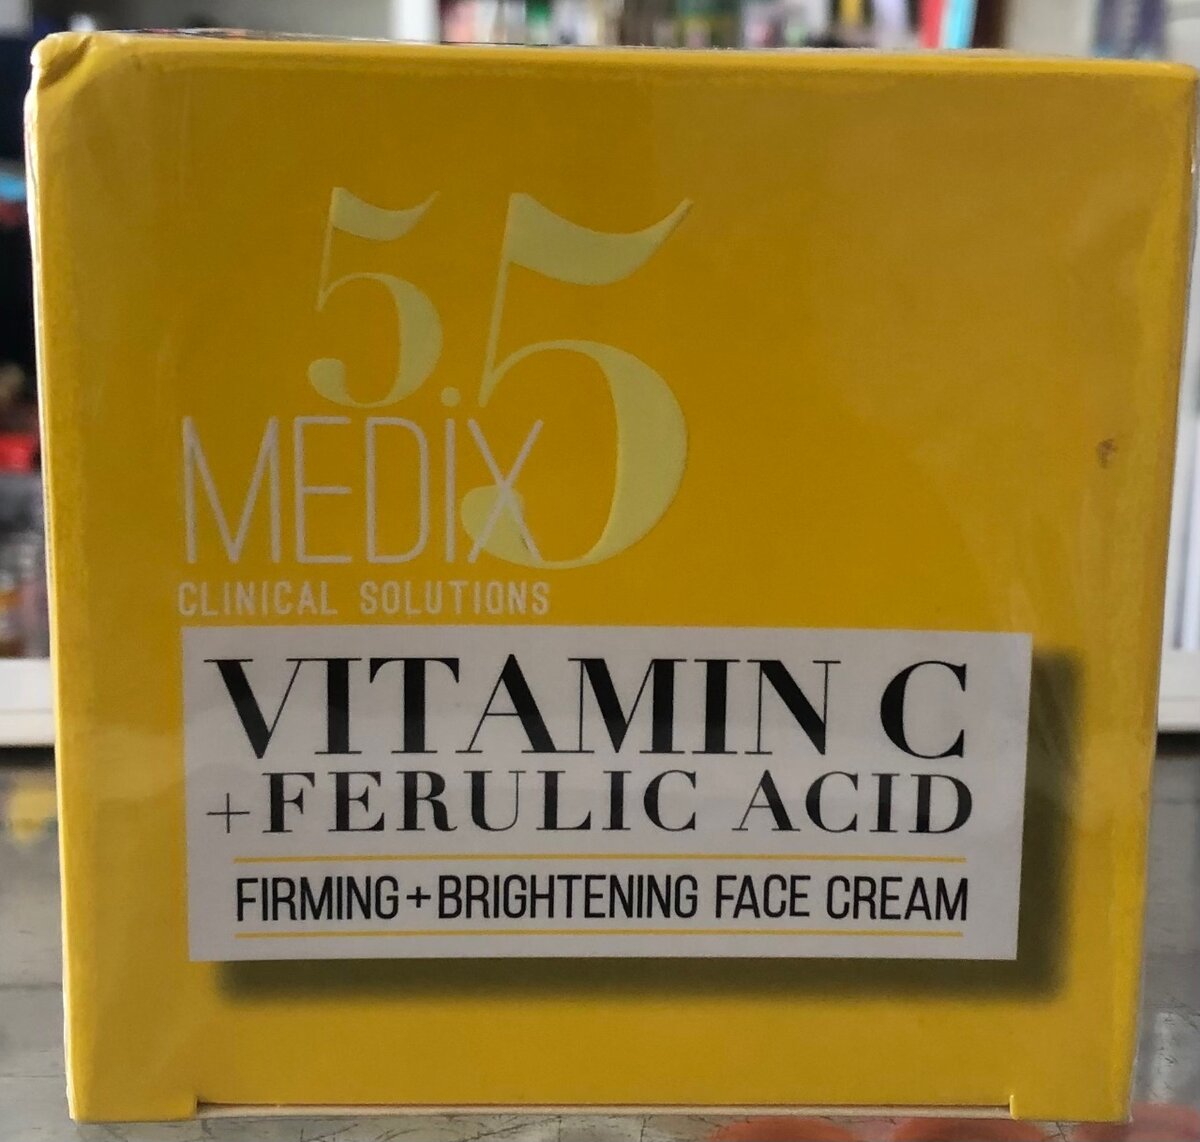 5.5
MEDiX
CLINICAL SOLUTIONS
VITAMIN C
+FERULIC ACID
FIRMING+BRIGHTENING FACE CREAM